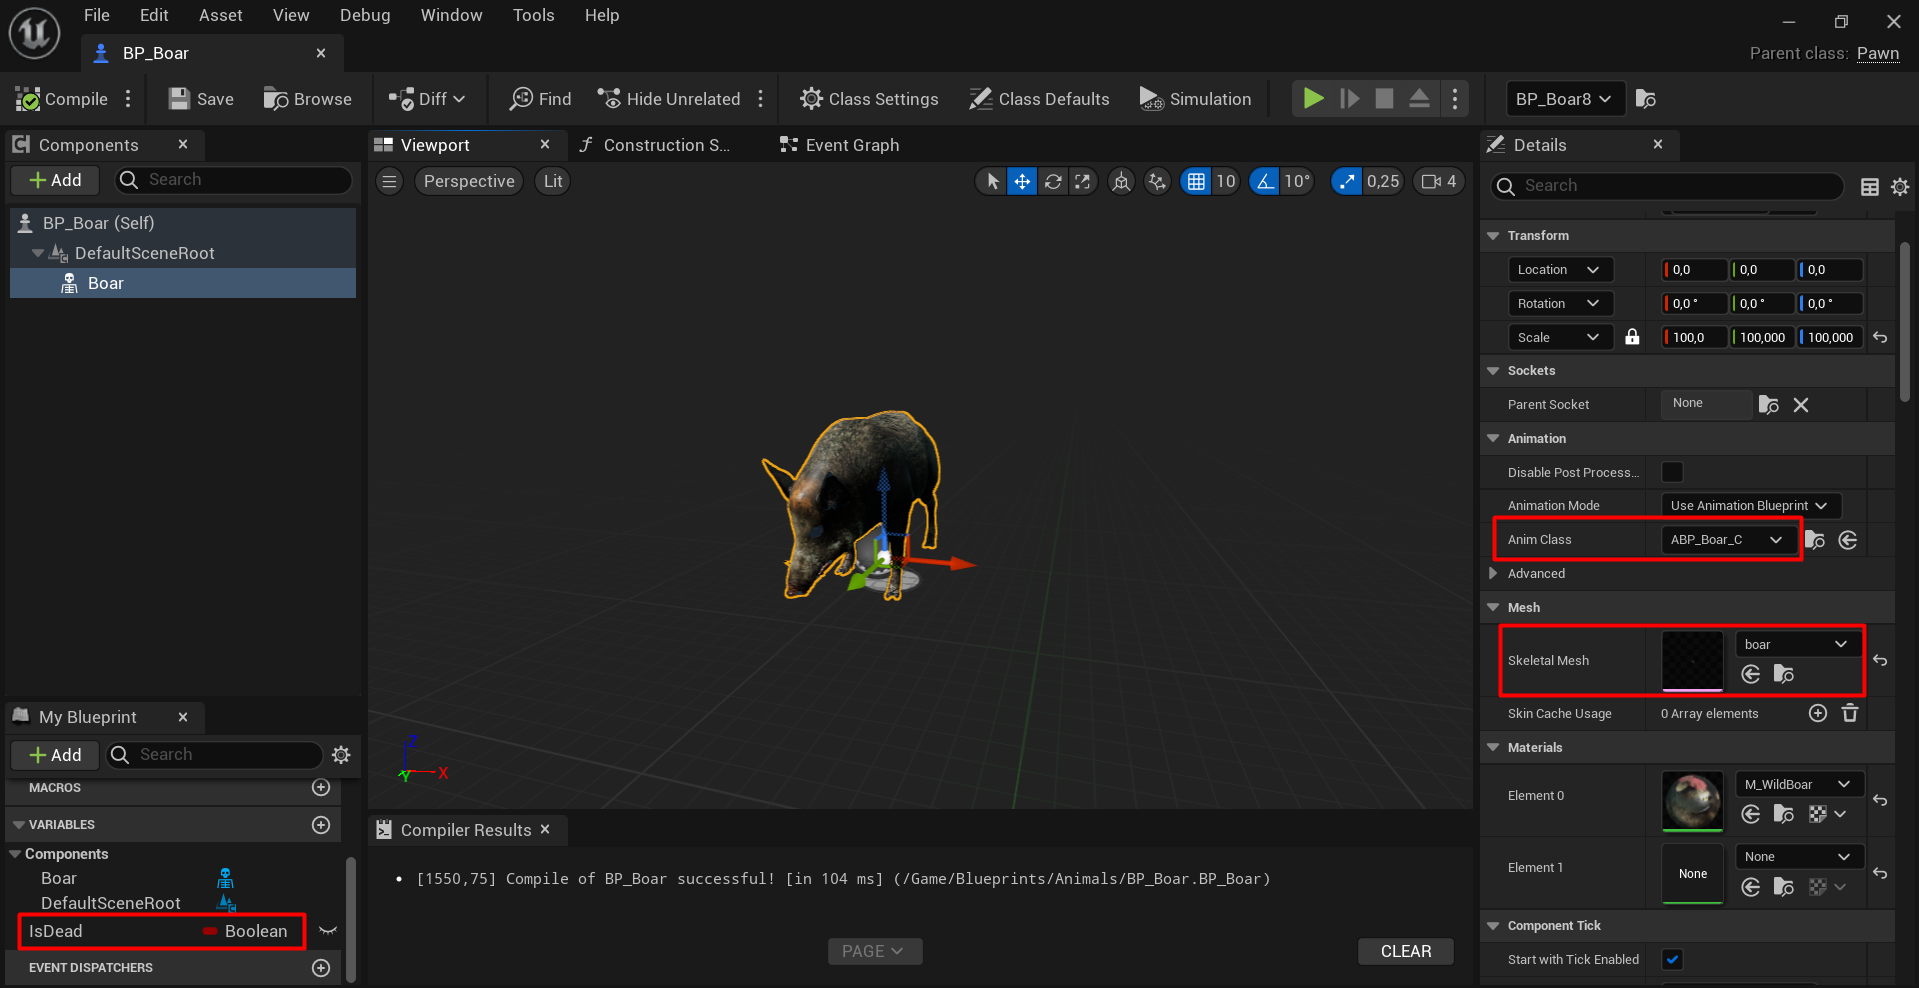 File Edit Asset View Debug Window Tools Help
BP_Boar
Parent class: Pawn
Compile Save Browse Diff Find Hide Unrelated Class Settings Class Defaults Simulation BP_Boar8
Components
Add Search
BP_Boar (Self)
DefaultSceneRoot
Boar
My Blueprint
Add Search
MACROS
VARIABLES
Components
Boar
DefaultSceneRoot
IsDead Boolean
EVENT DISPATCHERS
Viewport Construction S... Event Graph
Perspective Lit 10 10° 0,25 4
Z
Y X
Compiler Results
• [1550,75] Compile of BP_Boar successful! [in 104 ms] (/Game/Blueprints/Animals/BP_Boar.BP_Boar)
PAGE CLEAR
Details
Search
Transform
Location 0,0 0,0 0,0
Rotation 0,0 ° 0,0 ° 0,0 °
Scale 100,0 100,000 100,000
Sockets
Parent Socket None
Animation
Disable Post Process...
Animation Mode Use Animation Blueprint
Anim Class ABP_Boar_C
Advanced
Mesh
Skeletal Mesh boar
Skin Cache Usage 0 Array elements
Materials
Element 0 M_WildBoar
Element 1 None None
Component Tick
Start with Tick Enabled